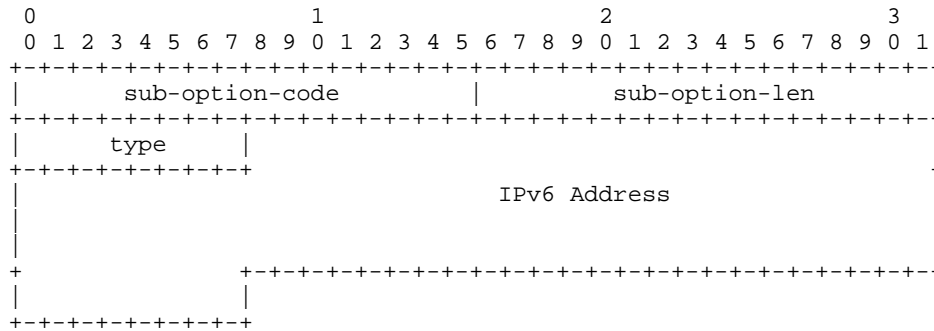 0 1 2 3
0 1 2 3 4 5 6 7 8 9 0 1 2 3 4 5 6 7 8 9 0 1 2 3 4 5 6 7 8 9 0 1
+-+-+-+-+-+-+-+-+-+-+-+-+-+-+-+-+-+-+-+-+-+-+-+-+-+-+-+-+-+-+-+-
| sub-option-code | sub-option-len
+-+-+-+-+-+-+-+-+-+-+-+-+-+-+-+-+-+-+-+-+-+-+-+-+-+-+-+-+-+-+-+-
| type |
+-+-+-+-+-+-+-+-+ -
| IPv6 Address
|
|
+ +-+-+-+-+-+-+-+-+-+-+-+-+-+-+-+-+-+-+-+-+-+-+-+-
| |
+-+-+-+-+-+-+-+-+